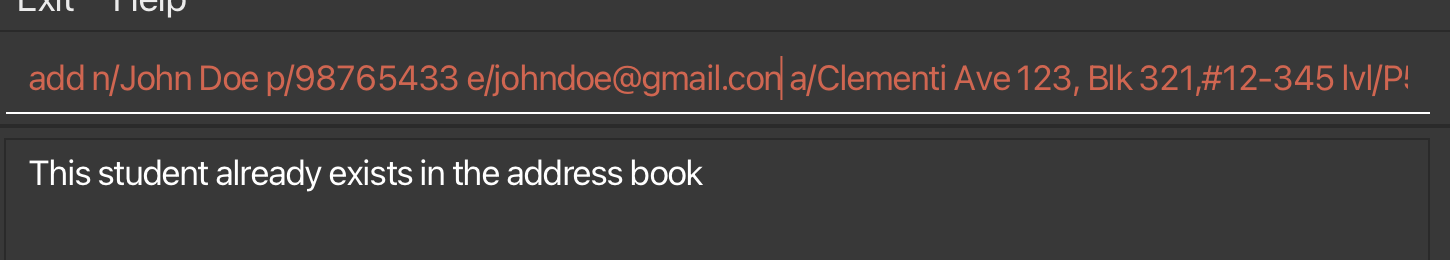 Exit Help
add n/John Doe p/98765433 e/johndoe@gmail.con a/Clementi Ave 123, Blk 321,#12-345 lvl/P
This student already exists in the address book